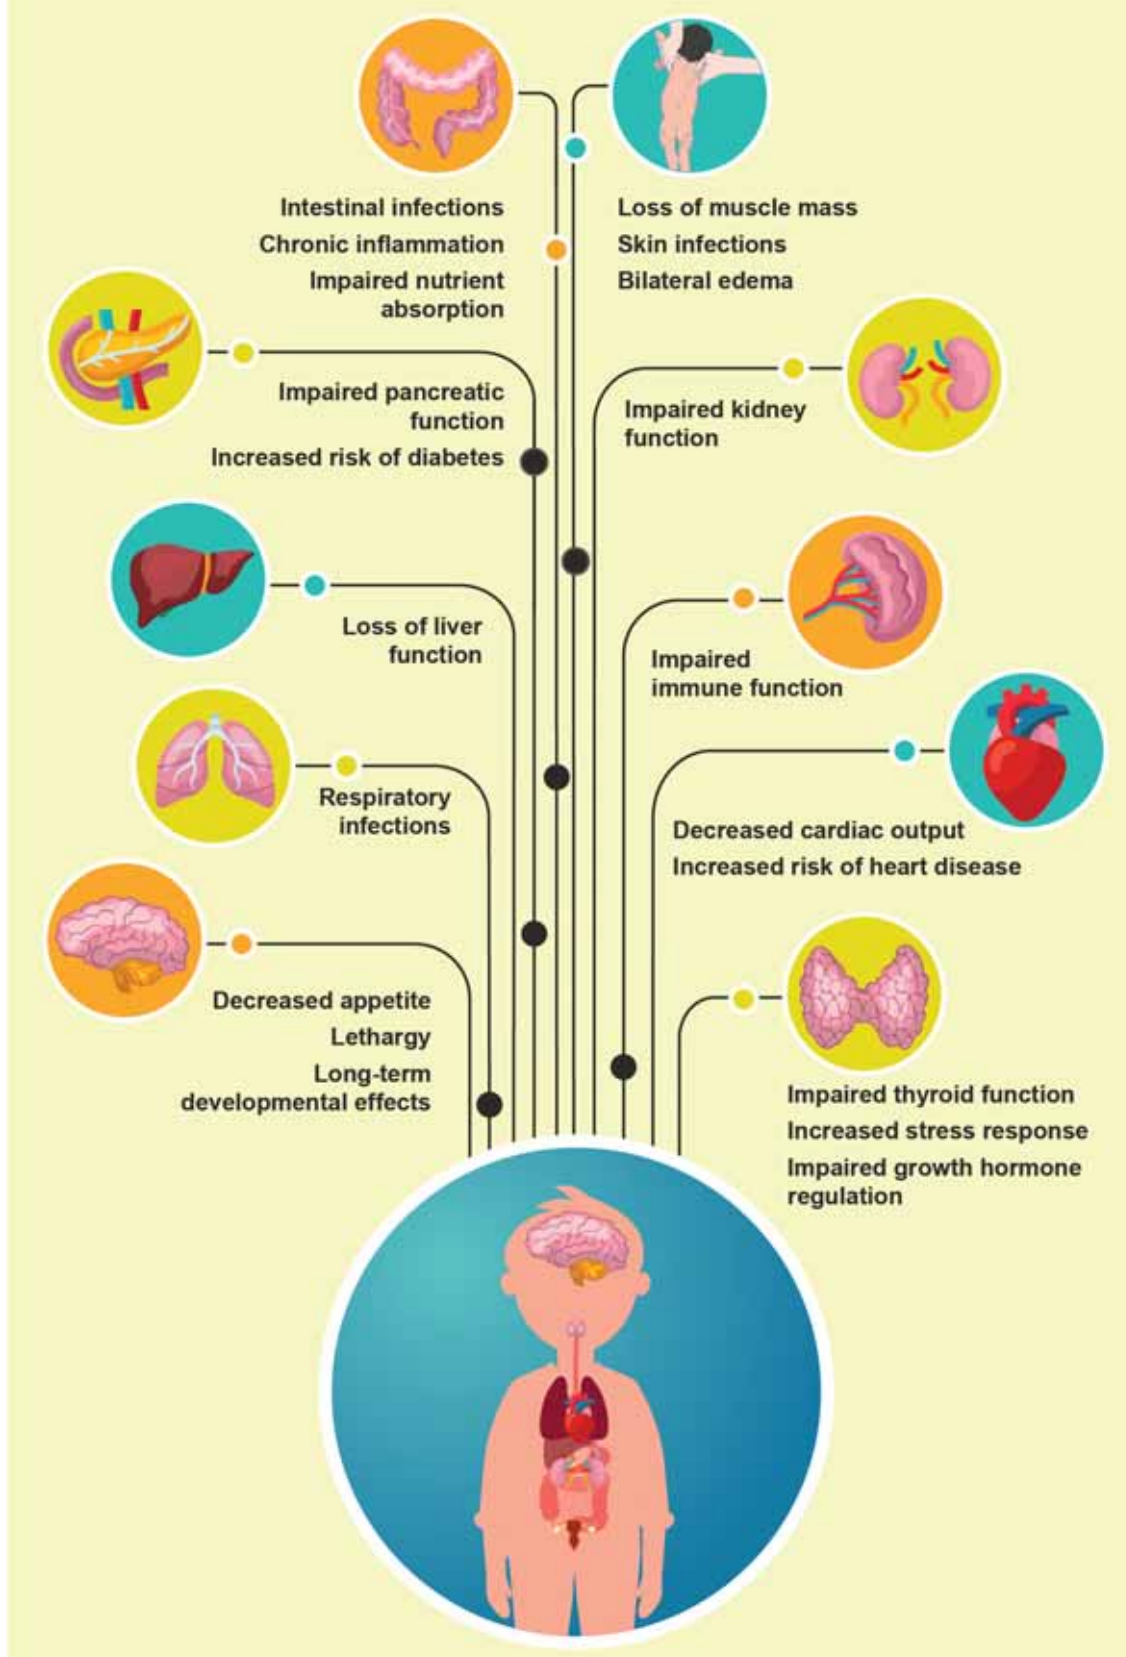 Intestinal infections
Chronic inflammation
Impaired nutrient
absorption
Loss of muscle mass
Skin infections
Bilateral edema
Impaired pancreatic
function
Increased risk of diabetes
Impaired kidney
function
Loss of liver
function
Impaired
immune function
Respiratory
infections
Decreased cardiac output
Increased risk of heart disease
Decreased appetite
Lethargy
Long-term
developmental effects
Impaired thyroid function
Increased stress response
Impaired growth hormone
regulation